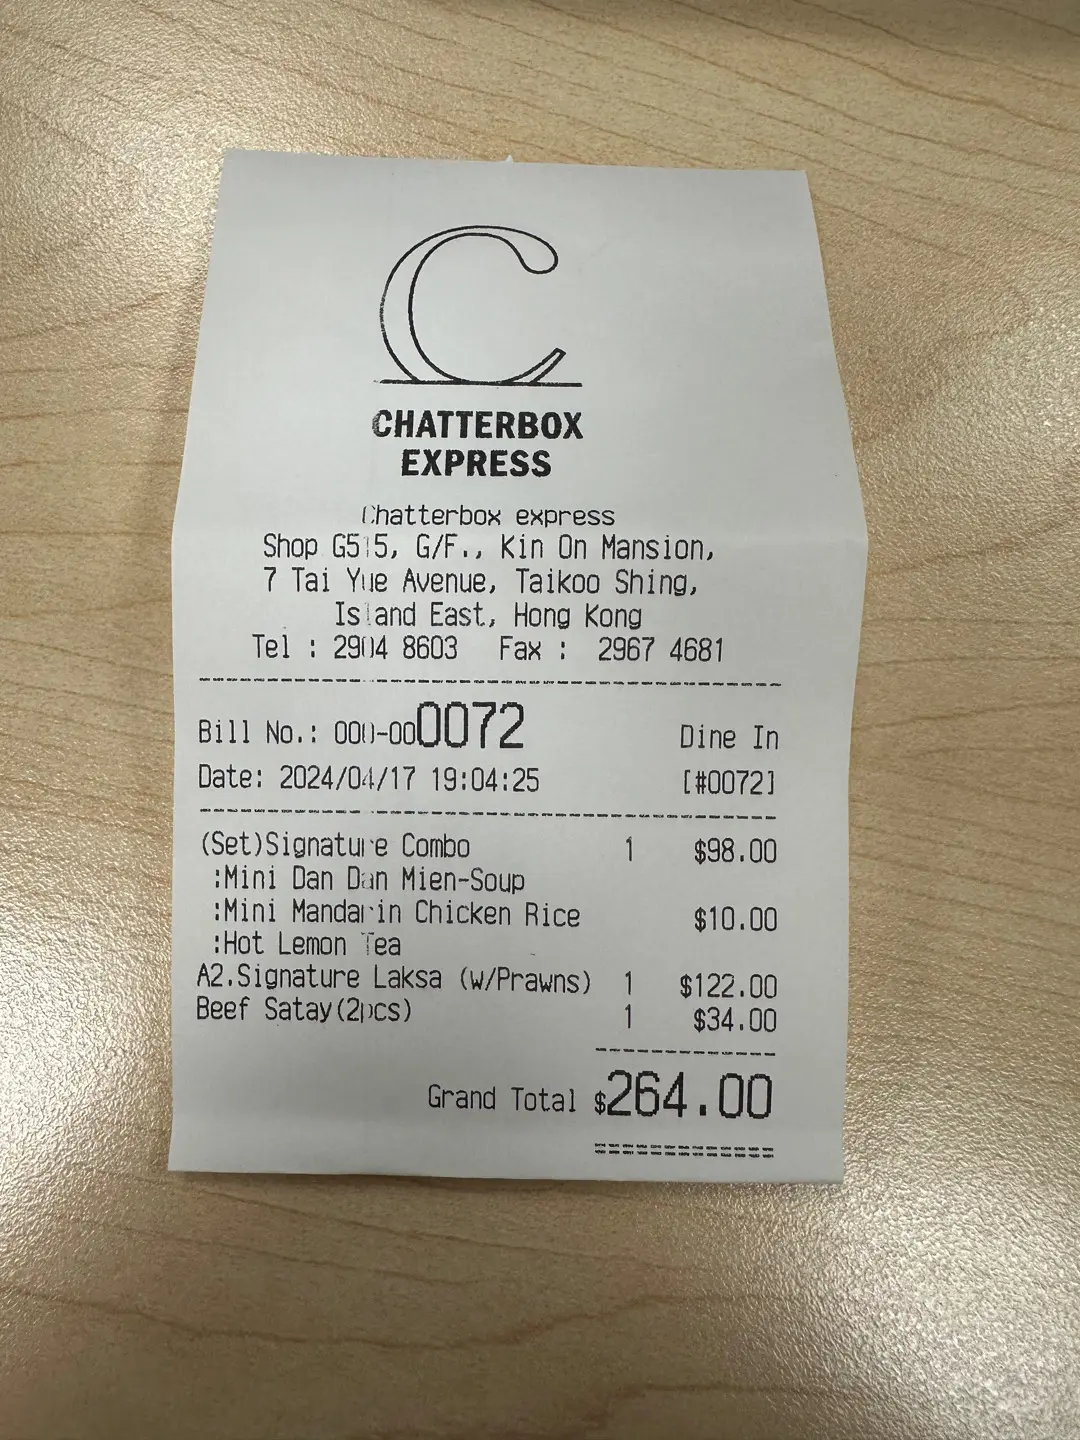 C
CHATTERBOX
EXPRESS
Chatterbox express
Shop G515, G/F., Kin On Mansion,
7 Tai Yue Avenue, Taikoo Shing,
Island East, Hong Kong
Tel : 2904 8603 Fax : 2967 4681
Bill No.: 000-000072 Dine In
Date: 2024/04/17 19:04:25 [#0072]
(Set)Signature Combo 1 $98.00
:Mini Dan Dan Mien-Soup
:Mini Mandarin Chicken Rice $10.00
:Hot Lemon Tea
A2.Signature Laksa (w/Prawns) 1 $122.00
Beef Satay(2pcs) 1 $34.00
Grand Total $264.00